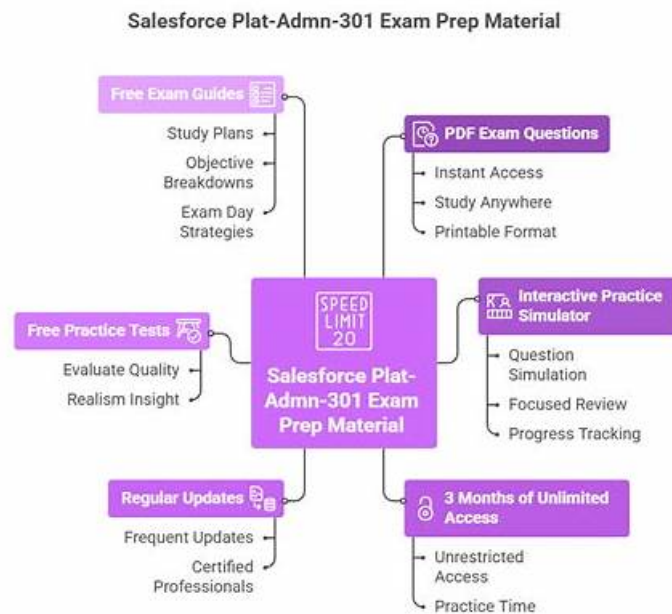 Salesforce Plat-Admn-301 Exam Prep Material
Free Exam Guides
Study Plans
Objective
Breakdowns
Exam Day
Strategies
PDF Exam Questions
Instant Access
Study Anywhere
Printable Format
Free Practice Tests
Evaluate Quality
Realism Insight
SPEED
LIMIT
20
Salesforce Plat-
Admn-301 Exam
Prep Material
Interactive Practice
Simulator
Question
Simulation
Focused Review
Progress Tracking
Regular Updates
Frequent Updates
Certified
Professionals
3 Months of Unlimited
Access
Unrestricted
Access
Practice Time